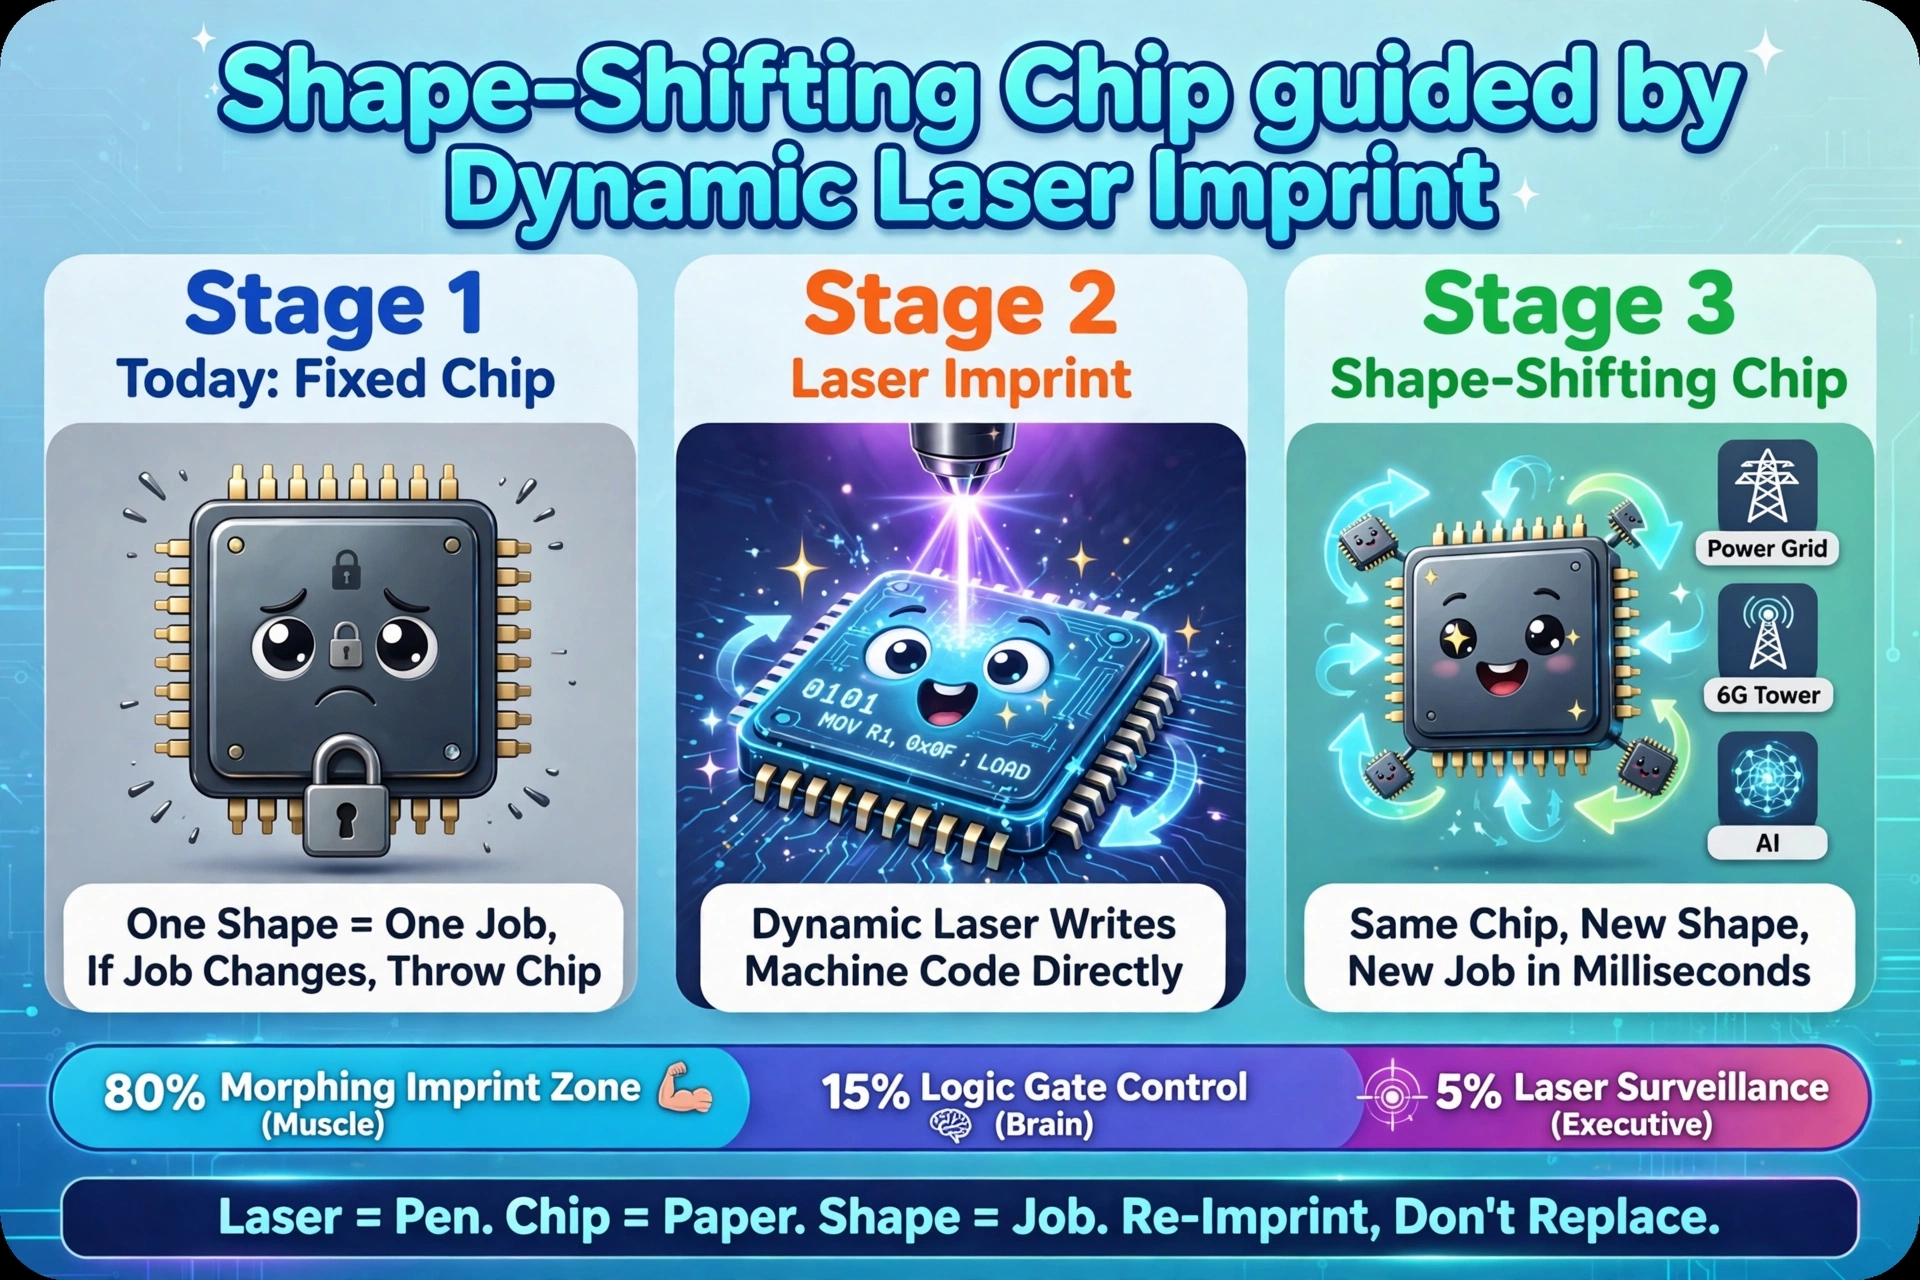 Shape-Shifting Chip guided by
Dynamic Laser Imprint
Stage 1
Today: Fixed Chip
One Shape = One Job,
If Job Changes, Throw Chip
Stage 2
Laser Imprint
0101
MOV R1, 0x0F ; LOAD
Dynamic Laser Writes
Machine Code Directly
Stage 3
Shape-Shifting Chip
Power Grid
6G Tower
AI
Same Chip, New Shape,
New Job in Milliseconds
80% Morphing Imprint Zone
(Muscle)
15% Logic Gate Control
(Brain)
5% Laser Surveillance
(Executive)
Laser = Pen. Chip = Paper. Shape = Job. Re-Imprint, Don't Replace.